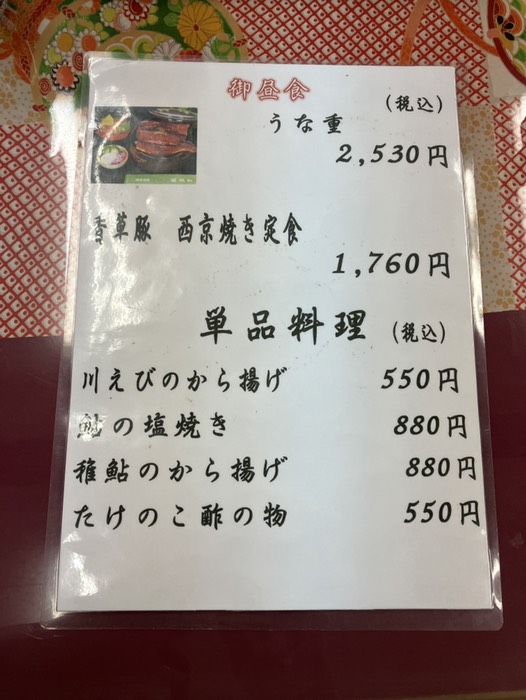 御昼食
(税込)
うな重
2,530円
香草豚 西京焼き定食
1,760円
単品料理 (税込)
川えびのから揚げ 550円
鮎の塩焼き 880円
稚鮎のから揚げ 880円
たけのこ酢の物 550円